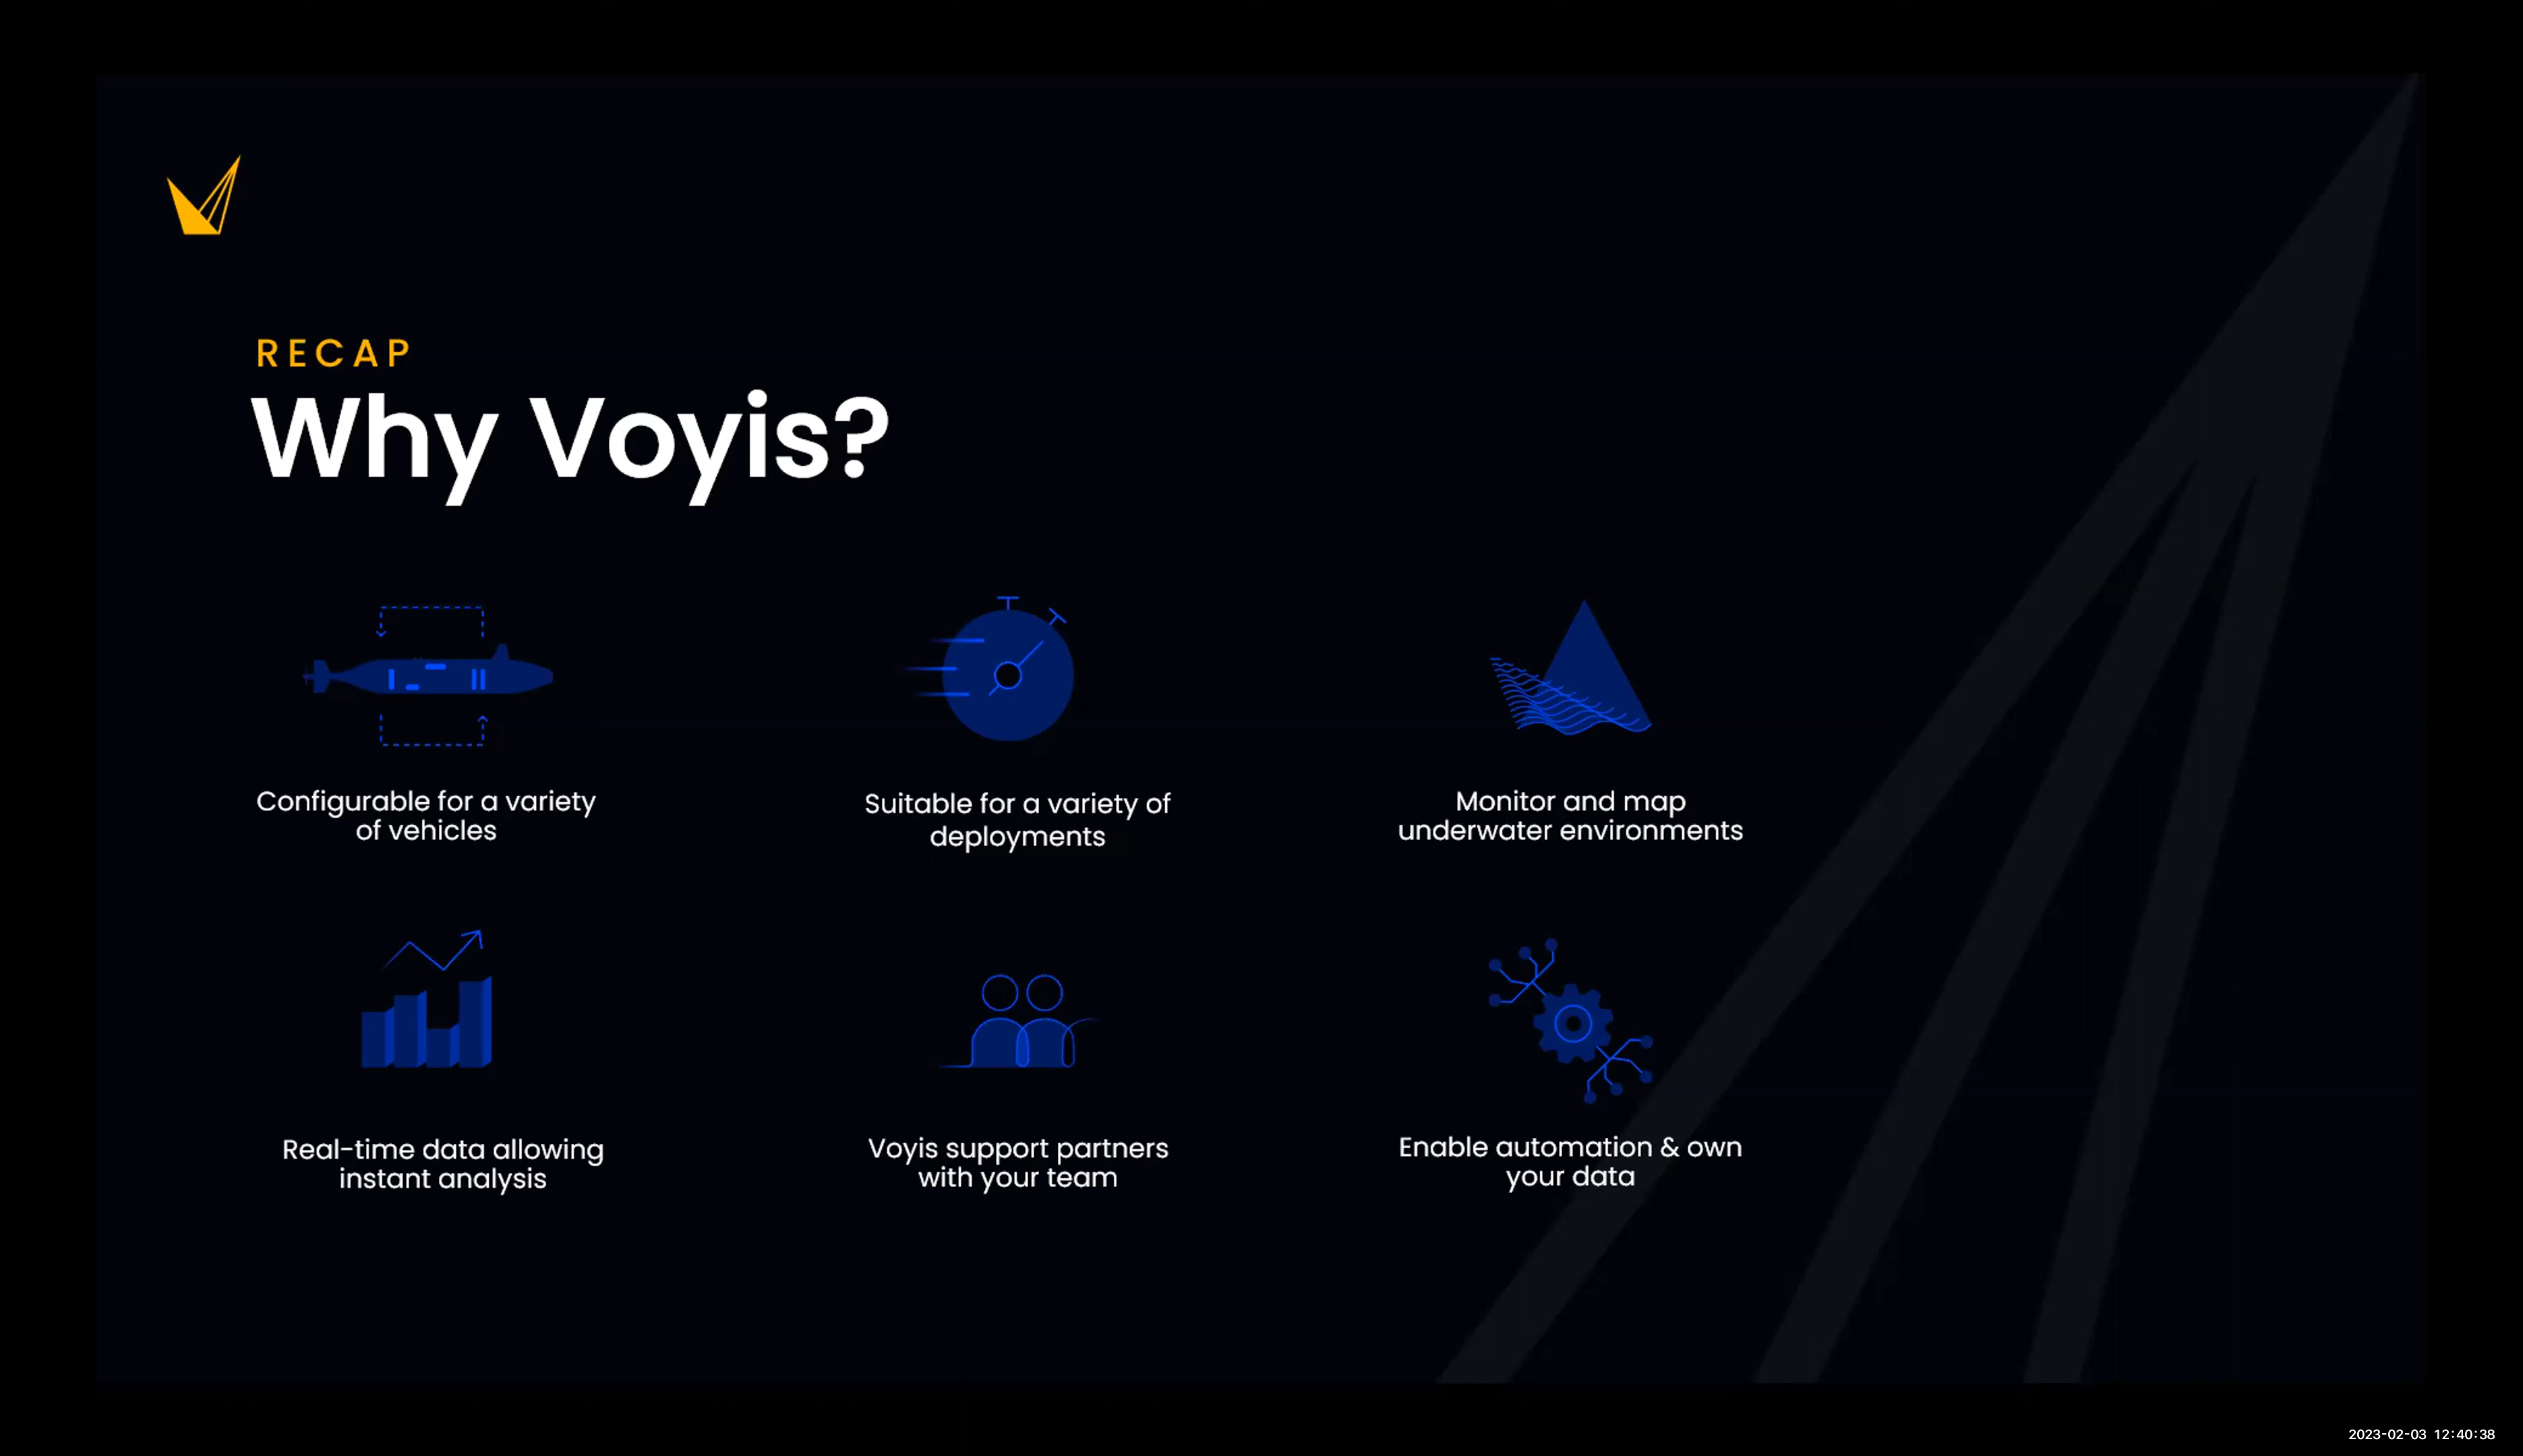 RECAP
Why Voyis?
Configurable for a variety
of vehicles
Suitable for a variety of
deployments
Monitor and map
underwater environments
Real-time data allowing
instant analysis
Voyis support partners
with your team
Enable automation & own
your data
2023-02-03 12:40:38